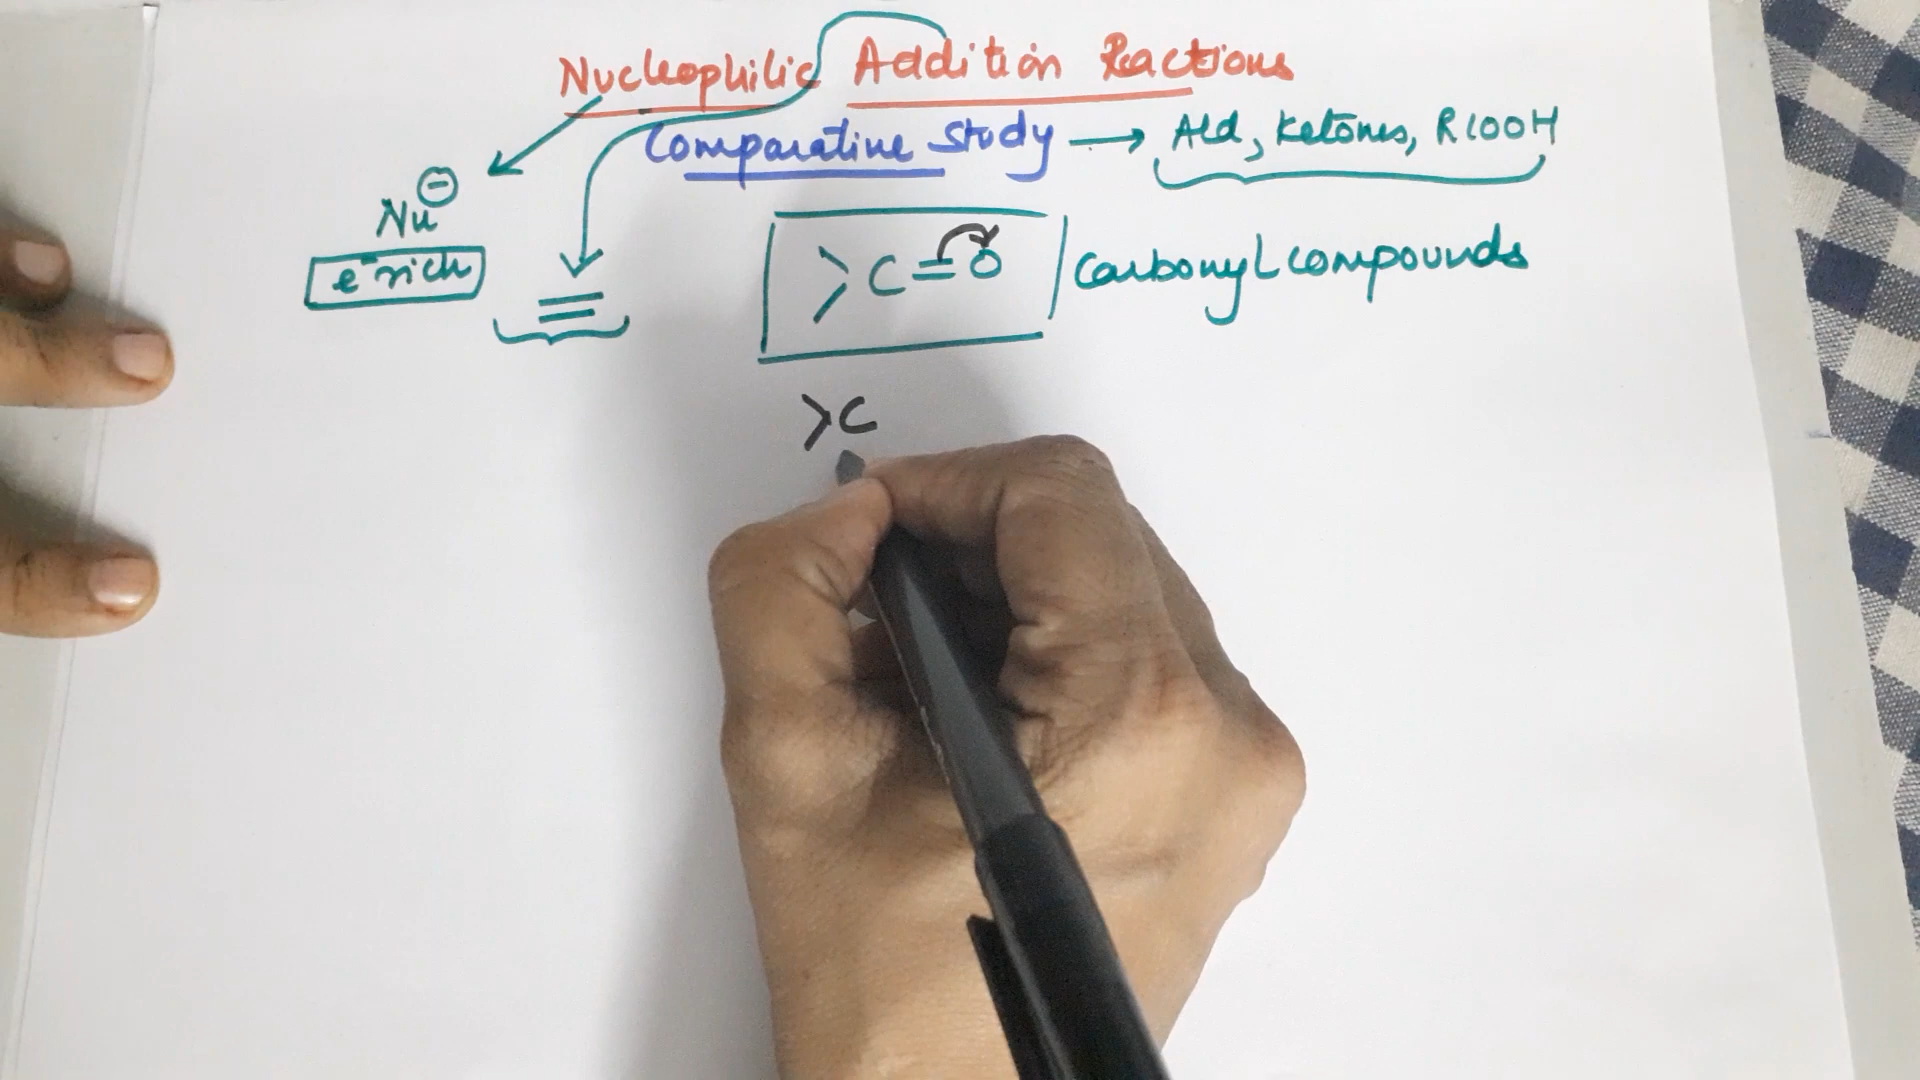 Nucleophilic Addition Reactions
Comparative Study → Ald, Ketones, RCOOH
Nu⊖
e⁻ rich
=
>C=O / Carbonyl compounds
>C